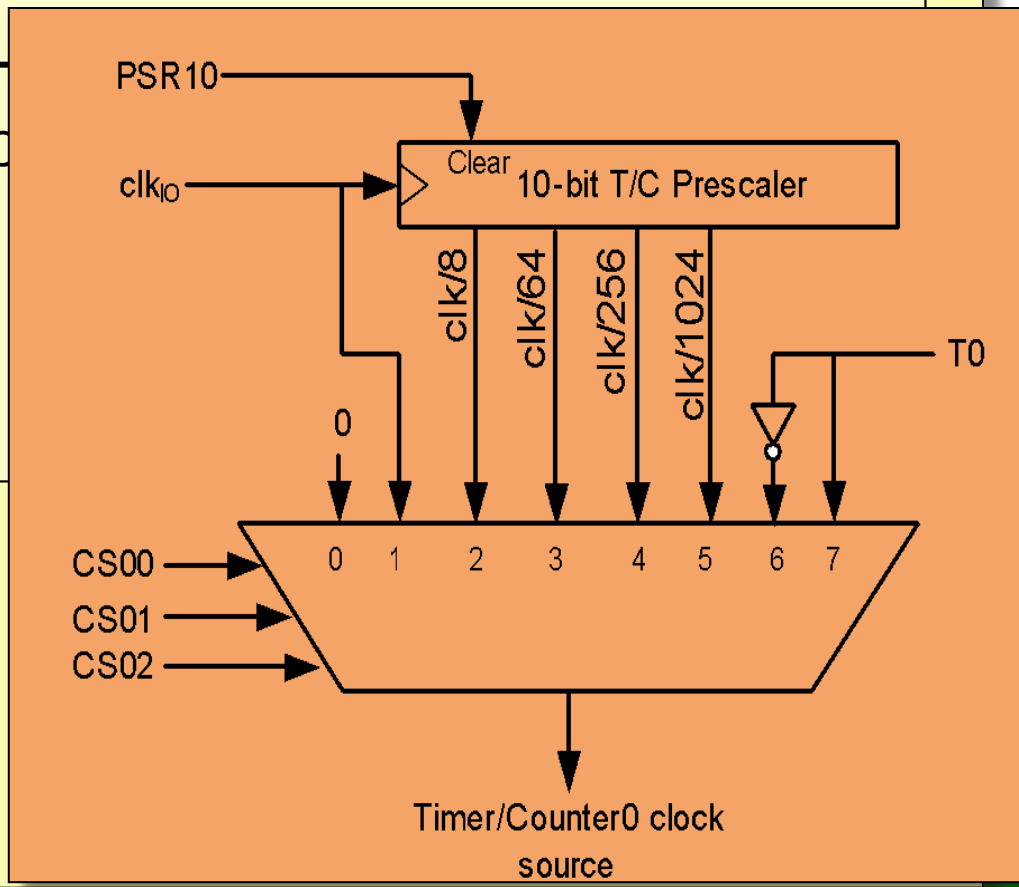 PSR10
Clear
10-bit T/C Prescaler
clkIO
clk/8
clk/64
clk/256
clk/1024
T0
0
0 1 2 3 4 5 6 7
CS00
CS01
CS02
Timer/Counter0 clock
source